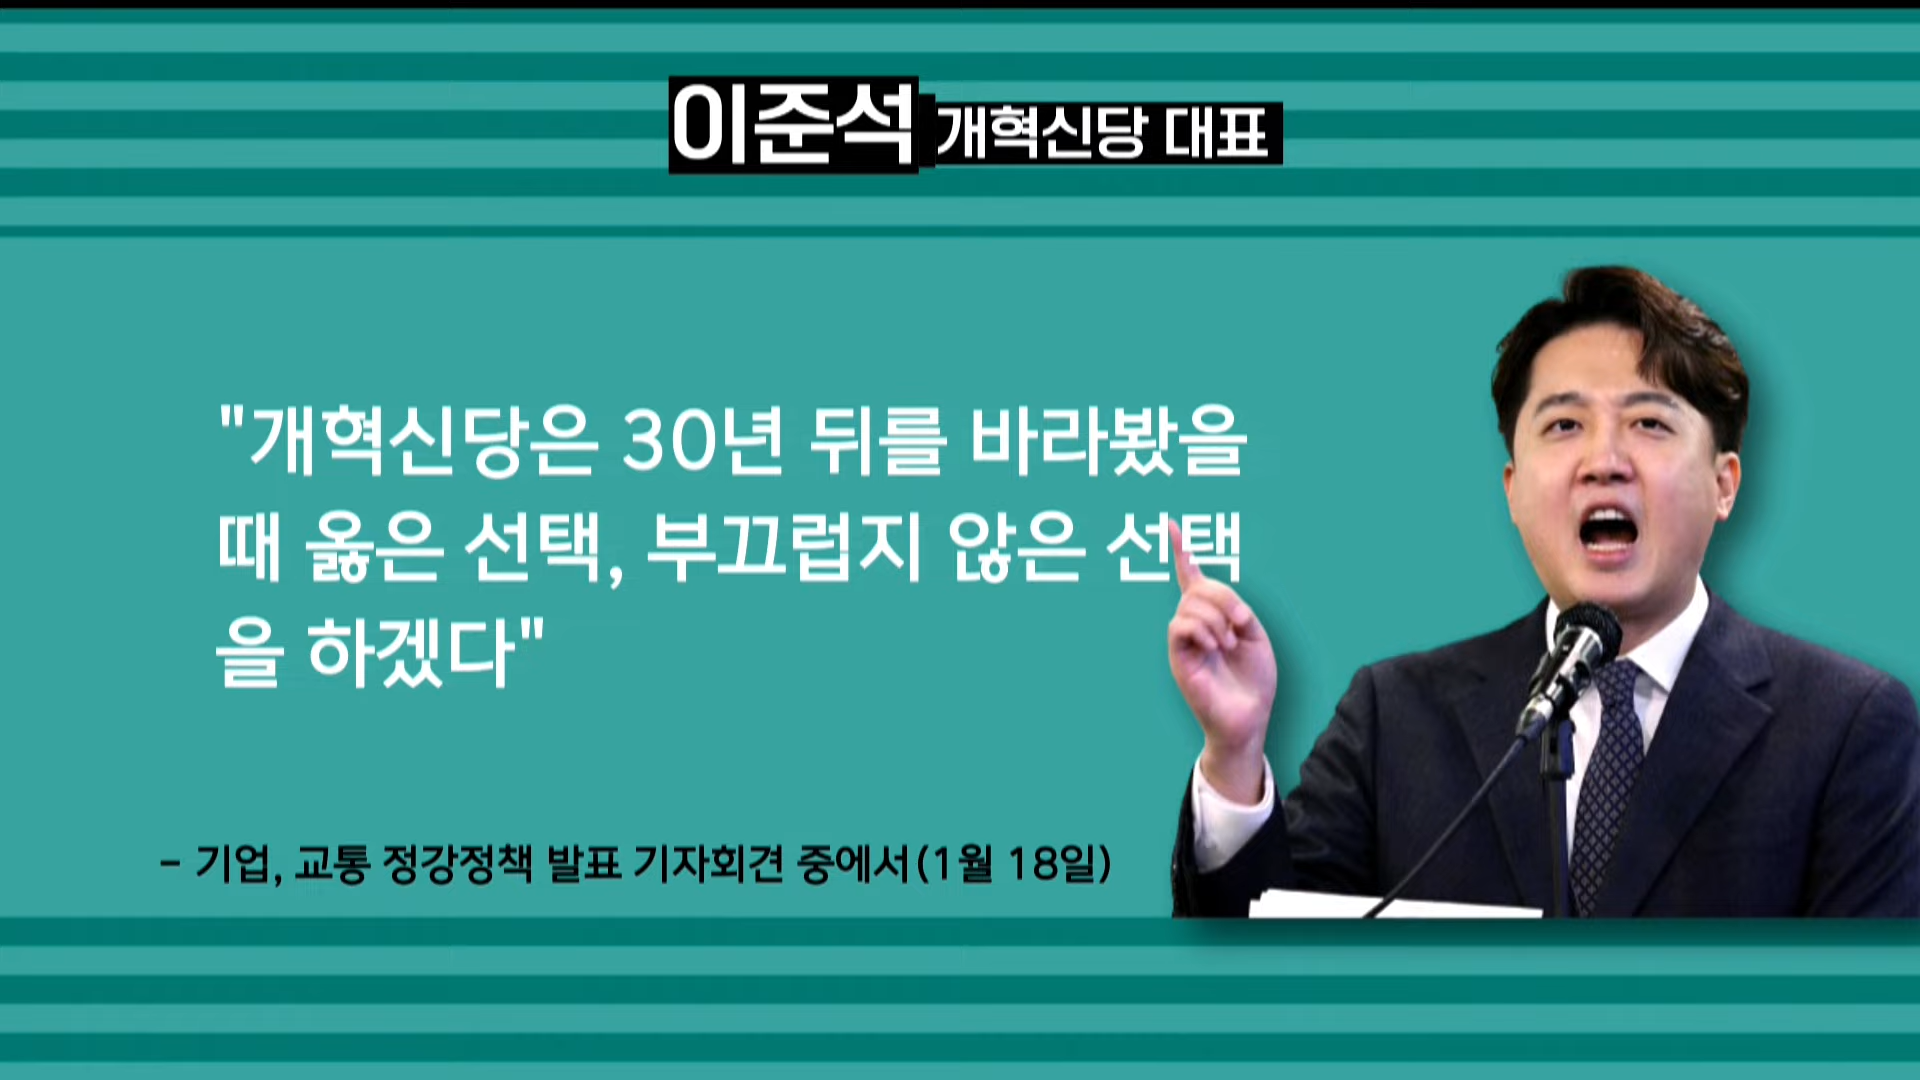 이준석 개혁신당 대표
"개혁신당은 30년 뒤를 바라봤을
때 옳은 선택, 부끄럽지 않은 선택
을 하겠다"
- 기업, 교통 정강정책 발표 기자회견 중에서(1월 18일)